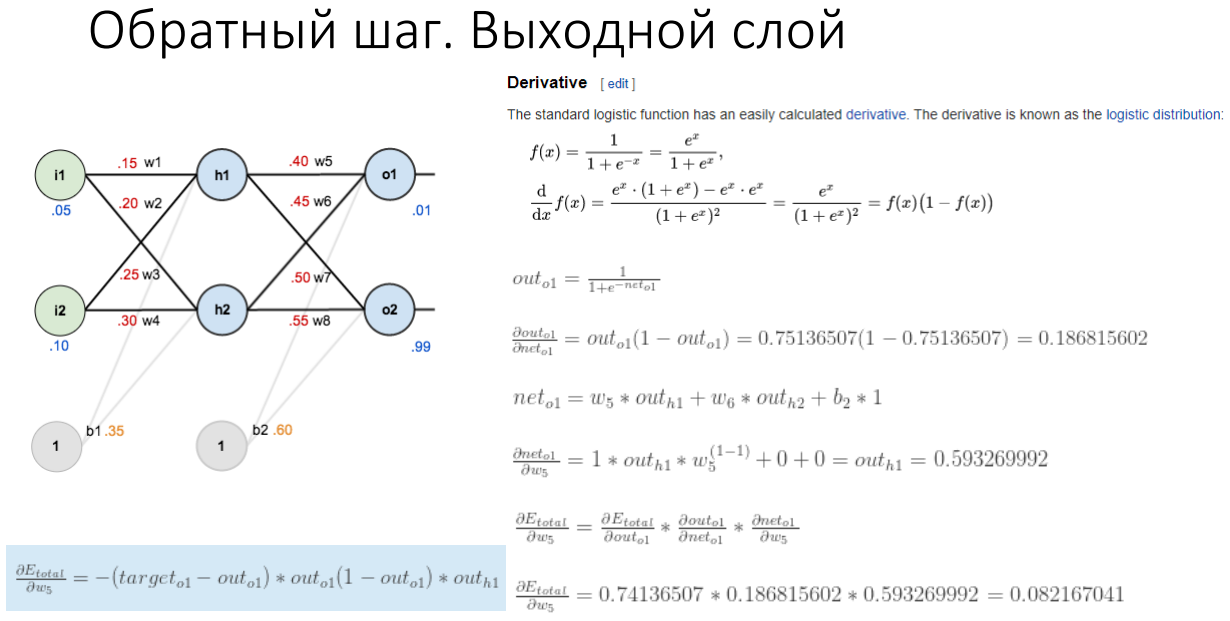 Обратный шаг. Выходной слой
Derivative [ edit ]
The standard logistic function has an easily calculated derivative. The derivative is known as the logistic distribution:
f(x) = 1 / (1 + e^{−x}) = e^x / (1 + e^x),
d/dx f(x) = (e^x · (1 + e^x) − e^x · e^x) / (1 + e^x)^2 = e^x / (1 + e^x)^2 = f(x)(1 − f(x))
i1 .15 w1 h1 .40 w5 o1
.05 .20 w2 .45 w6 .01
.25 w3 .50 w7
i2 .30 w4 h2 .55 w8 o2
.10 .99
1 b1 .35 1 b2 .60
out_{o1} = 1 / (1+e^{−net_{o1}})
∂out_{o1}/∂net_{o1} = out_{o1}(1 − out_{o1}) = 0.75136507(1 − 0.75136507) = 0.186815602
net_{o1} = w_5 * out_{h1} + w_6 * out_{h2} + b_2 * 1
∂net_{o1}/∂w_5 = 1 * out_{h1} * w_5^{(1−1)} + 0 + 0 = out_{h1} = 0.593269992
∂E_{total}/∂w_5 = ∂E_{total}/∂out_{o1} * ∂out_{o1}/∂net_{o1} * ∂net_{o1}/∂w_5
∂E_{total}/∂w_5 = −(target_{o1} − out_{o1}) * out_{o1}(1 − out_{o1}) * out_{h1}
∂E_{total}/∂w_5 = 0.74136507 * 0.186815602 * 0.593269992 = 0.082167041